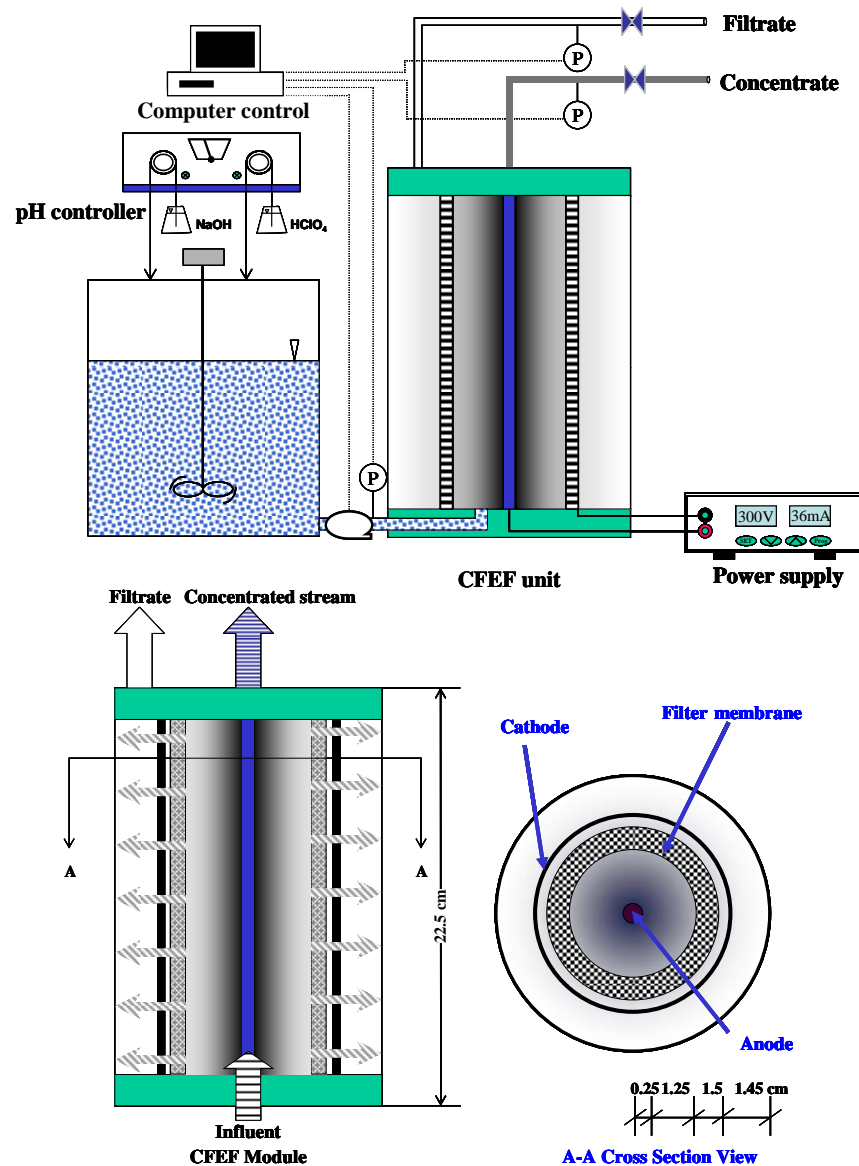 Filtrate
P
Concentrate
P
Computer control
pH controller
NaOH
HClO₄
P
300V
36mA
SET
Prog
CFEF unit
Power supply
Filtrate
Concentrated stream
Filter membrane
Cathode
A
A
22.5 cm
Anode
0.25 1.25 1.5 1.45 cm
Influent
CFEF Module
A-A Cross Section View